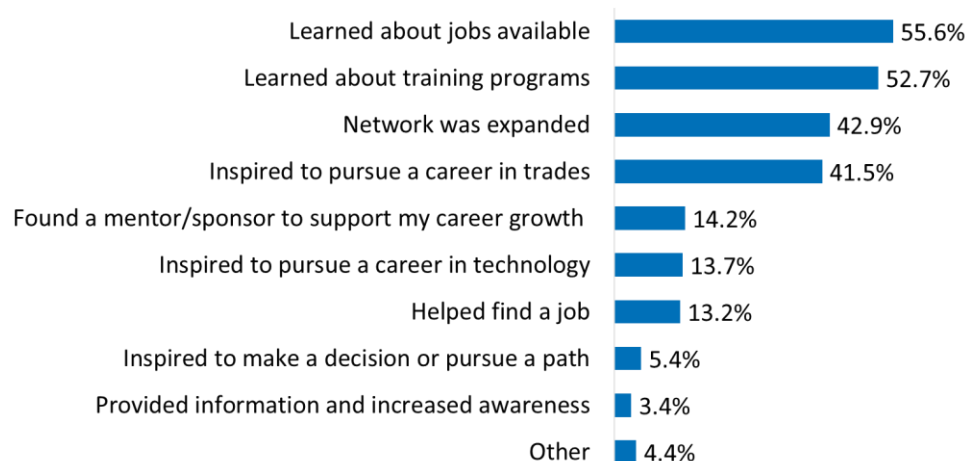 Learned about jobs available 55.6%
Learned about training programs 52.7%
Network was expanded 42.9%
Inspired to pursue a career in trades 41.5%
Found a mentor/sponsor to support my career growth 14.2%
Inspired to pursue a career in technology 13.7%
Helped find a job 13.2%
Inspired to make a decision or pursue a path 5.4%
Provided information and increased awareness 3.4%
Other 4.4%